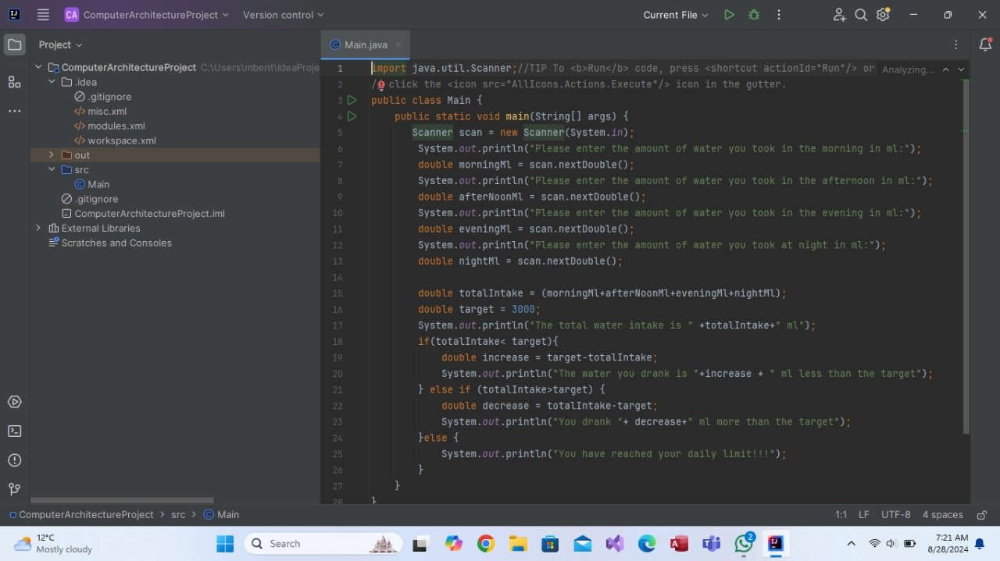 CA ComputerArchitectureProject Version control Current File
Project
Main.java
ComputerArchitectureProject C:\Users\mbent\IdeaProje
.idea
.gitignore
misc.xml
modules.xml
workspace.xml
out
src
Main
.gitignore
ComputerArchitectureProject.iml
External Libraries
Scratches and Consoles
1 import java.util.Scanner;//TIP To <b>Run</b> code, press <shortcut actionId="Run"/> or Analyzing...
2 / click the <icon src="AllIcons.Actions.Execute"/> icon in the gutter.
3 public class Main {
4 public static void main(String[] args) {
5 Scanner scan = new Scanner(System.in);
6 System.out.println("Please enter the amount of water you took in the morning in ml:");
7 double morningMl = scan.nextDouble();
8 System.out.println("Please enter the amount of water you took in the afternoon in ml:");
9 double afterNoonMl = scan.nextDouble();
10 System.out.println("Please enter the amount of water you took in the evening in ml:");
11 double eveningMl = scan.nextDouble();
12 System.out.println("Please enter the amount of water you took at night in ml:");
13 double nightMl = scan.nextDouble();
14
15 double totalIntake = (morningMl+afterNoonMl+eveningMl+nightMl);
16 double target = 3000;
17 System.out.println("The total water intake is " +totalIntake+" ml");
18 if(totalIntake< target){
19 double increase = target-totalIntake;
20 System.out.println("The water you drank is "+increase + " ml less than the target");
21 } else if (totalIntake>target) {
22 double decrease = totalIntake-target;
23 System.out.println("You drank "+ decrease+" ml more than the target");
24 }else {
25 System.out.println("You have reached your daily limit!!!");
26 }
27 }
28 }
ComputerArchitectureProject > src > Main 1:1 LF UTF-8 4 spaces
12°C
Mostly cloudy
Search
2
7:21 AM
8/28/2024